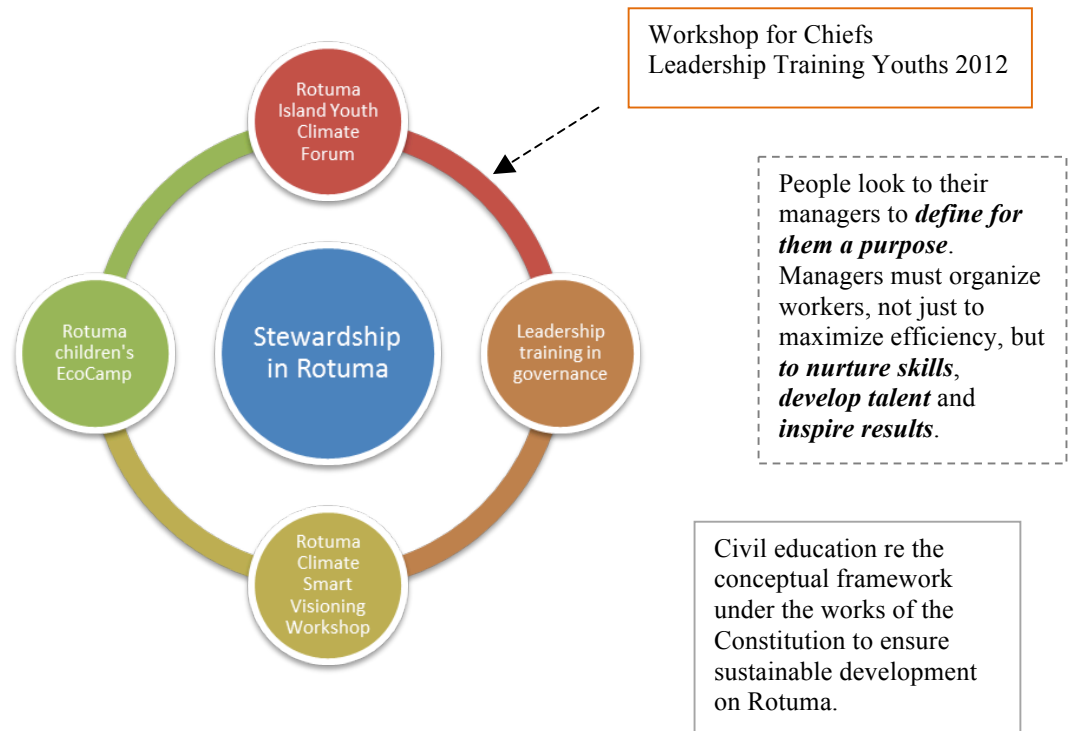 Workshop for Chiefs
Leadership Training Youths 2012
Rotuma
Island Youth
Climate
Forum
People look to their
managers to define for
them a purpose.
Managers must organize
workers, not just to
maximize efficiency, but
to nurture skills,
develop talent and
inspire results.
Rotuma
children's
EcoCamp
Stewardship
in Rotuma
Leadership
training in
governance
Rotuma
Climate
Smart
Visioning
Workshop
Civil education re the
conceptual framework
under the works of the
Constitution to ensure
sustainable development
on Rotuma.